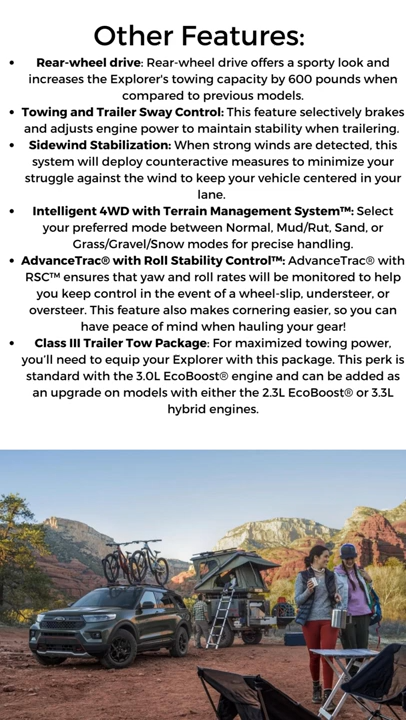 Other Features:
• Rear-wheel drive: Rear-wheel drive offers a sporty look and
increases the Explorer's towing capacity by 600 pounds when
compared to previous models.
• Towing and Trailer Sway Control: This feature selectively brakes
and adjusts engine power to maintain stability when trailering.
• Sidewind Stabilization: When strong winds are detected, this
system will deploy counteractive measures to minimize your
struggle against the wind to keep your vehicle centered in your
lane.
• Intelligent 4WD with Terrain Management System™: Select
your preferred mode between Normal, Mud/Rut, Sand, or
Grass/Gravel/Snow modes for precise handling.
• AdvanceTrac® with Roll Stability Control™: AdvanceTrac® with
RSC™ ensures that yaw and roll rates will be monitored to help
you keep control in the event of a wheel-slip, understeer, or
oversteer. This feature also makes cornering easier, so you can
have peace of mind when hauling your gear!
• Class III Trailer Tow Package: For maximized towing power,
you’ll need to equip your Explorer with this package. This perk is
standard with the 3.0L EcoBoost® engine and can be added as
an upgrade on models with either the 2.3L EcoBoost® or 3.3L
hybrid engines.